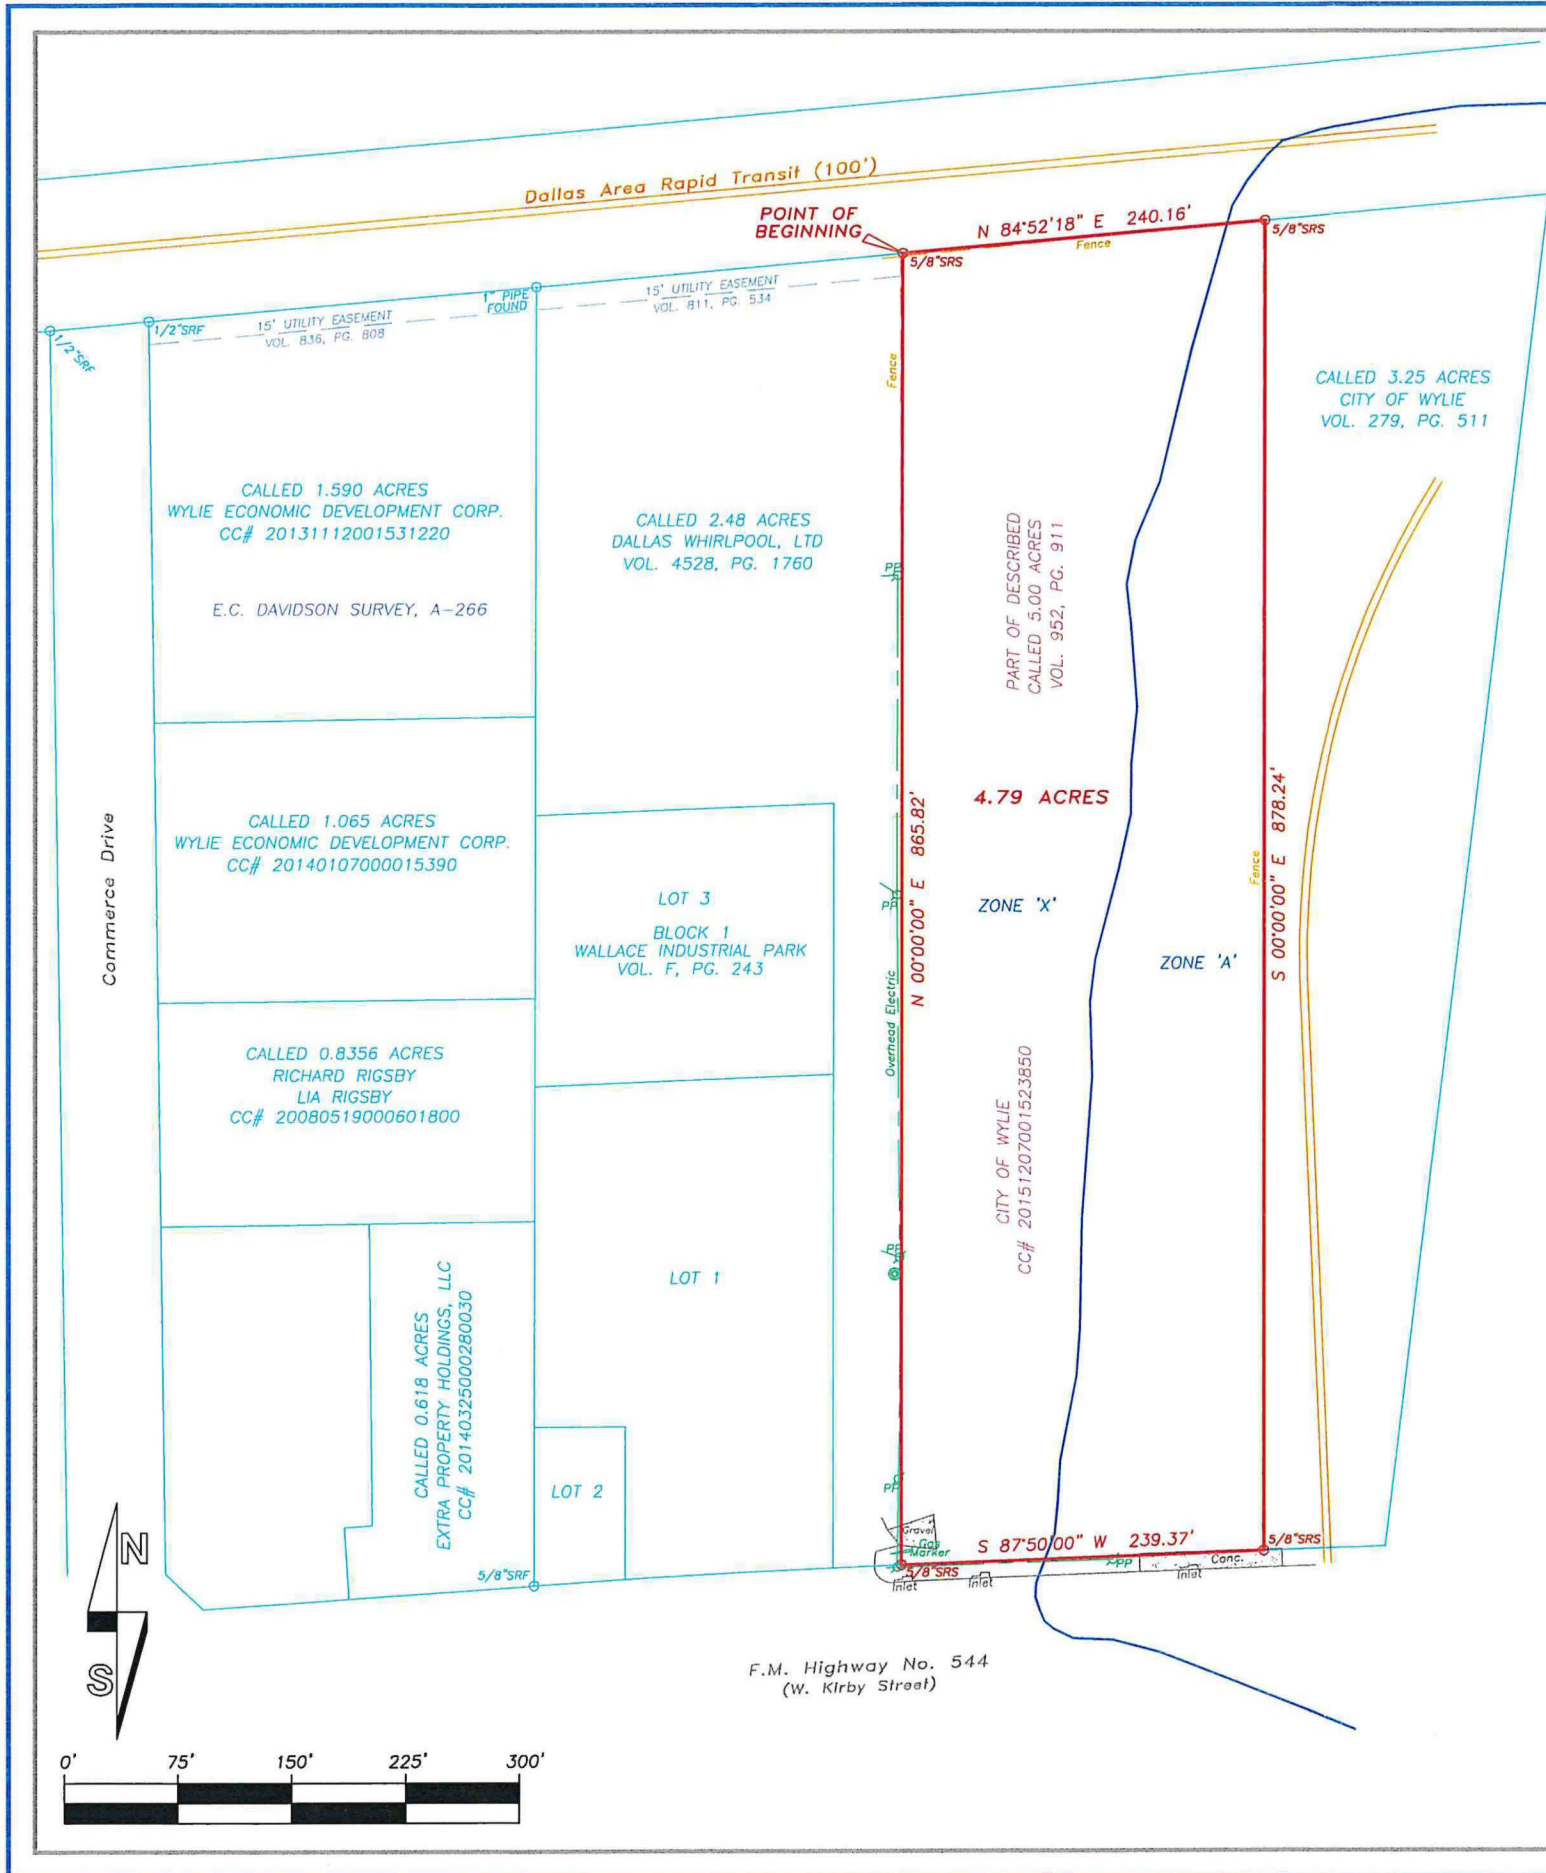 Dallas Area Rapid Transit (100')
POINT OF
BEGINNING
N 84°52'18" E 240.16'
Fence
5/8"SRS
5/8"SRS
1" PIPE
FOUND
15' UTILITY EASEMENT
VOL. 811, PG. 534
15' UTILITY EASEMENT
VOL. 836, PG. 808
1/2"SRF
1/2"SRF
Fence
CALLED 3.25 ACRES
CITY OF WYLIE
VOL. 279, PG. 511
CALLED 1.590 ACRES
WYLIE ECONOMIC DEVELOPMENT CORP.
CC# 20131112001531220
E.C. DAVIDSON SURVEY, A-266
CALLED 2.48 ACRES
DALLAS WHIRLPOOL, LTD
VOL. 4528, PG. 1760
PP
PART OF DESCRIBED
CALLED 5.00 ACRES
VOL. 952, PG. 911
4.79 ACRES
N 00°00'00" E 865.82'
S 00°00'00" E 878.24'
Fence
Commerce Drive
CALLED 1.065 ACRES
WYLIE ECONOMIC DEVELOPMENT CORP.
CC# 20140107000015390
LOT 3
BLOCK 1
WALLACE INDUSTRIAL PARK
VOL. F, PG. 243
PP
ZONE 'X'
ZONE 'A'
Overhead Electric
CALLED 0.8356 ACRES
RICHARD RIGSBY
LIA RIGSBY
CC# 20080519000601800
CITY OF WYLIE
CC# 20151207001523850
PP
LOT 1
CALLED 0.618 ACRES
EXTRA PROPERTY HOLDINGS, LLC
CC# 20140325000280030
LOT 2
PP
Gravel
Gas
Marker
S 87°50'00" W 239.37'
5/8"SRS
5/8"SRS
5/8"SRF
PP
Conc.
Inlet
Inlet
Inlet
N
S
F.M. Highway No. 544
(W. Kirby Street)
0' 75' 150' 225' 300'